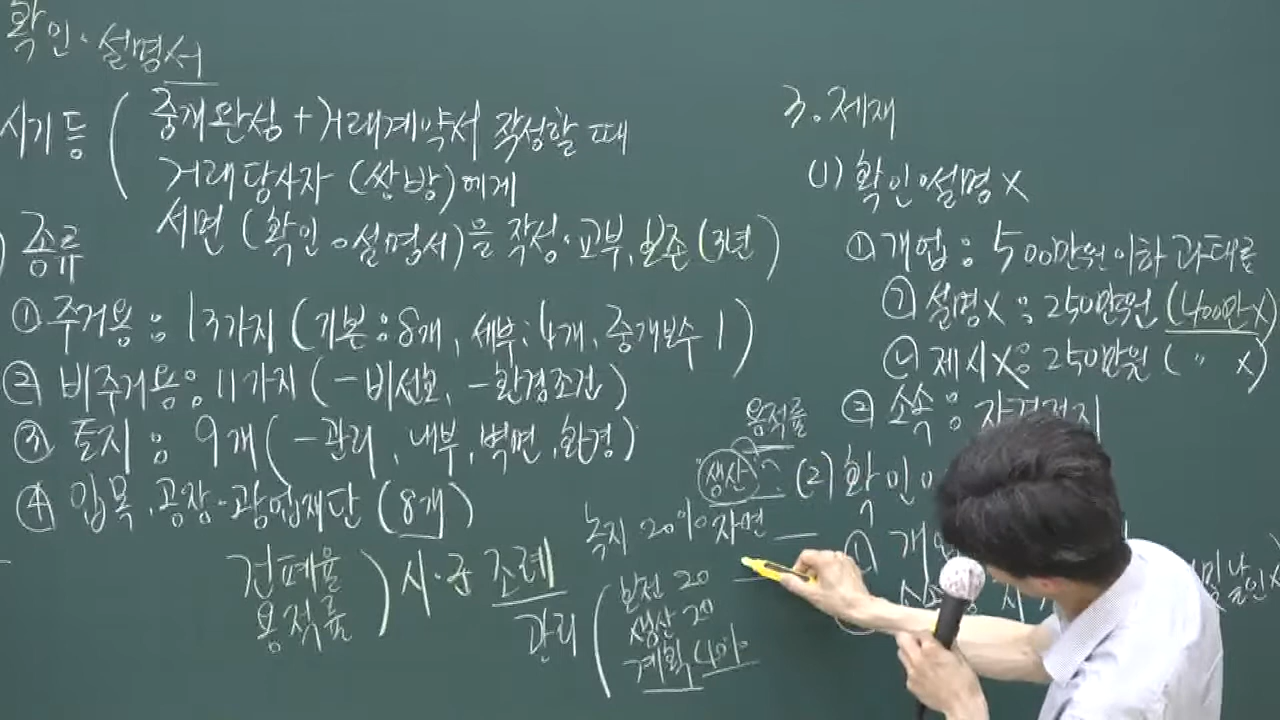 확인·설명서
시기등 ( 중개완성 + 거래계약서 작성할 때
거래당사자 (쌍방)에게
서면 (확인·설명서)을 작성·교부, 보존 (3년)
) 종류
① 주거용 : 13가지 (기본:8개, 세부:4개, 중개보수 1)
② 비주거용 : 11가지 (-비선호, -환경조건)
③ 토지 : 9개 (-관리, 내부, 벽면, 환경)
④ 입목, 공장·광업재단 (8개)
건폐율
용적률
) 시·군 조례
녹지 20% 자연
관리 ( 보전 20
생산 20
계획 40%
용적률
생산
3. 제재
(1) 확인·설명 X
① 개업 : 500만원이하 과태료
㉠ 설명X : 250만원 (400만X)
㉡ 제시X : 250만원 ( " X)
② 소속 : 자격정지
(2) 확인
① 개